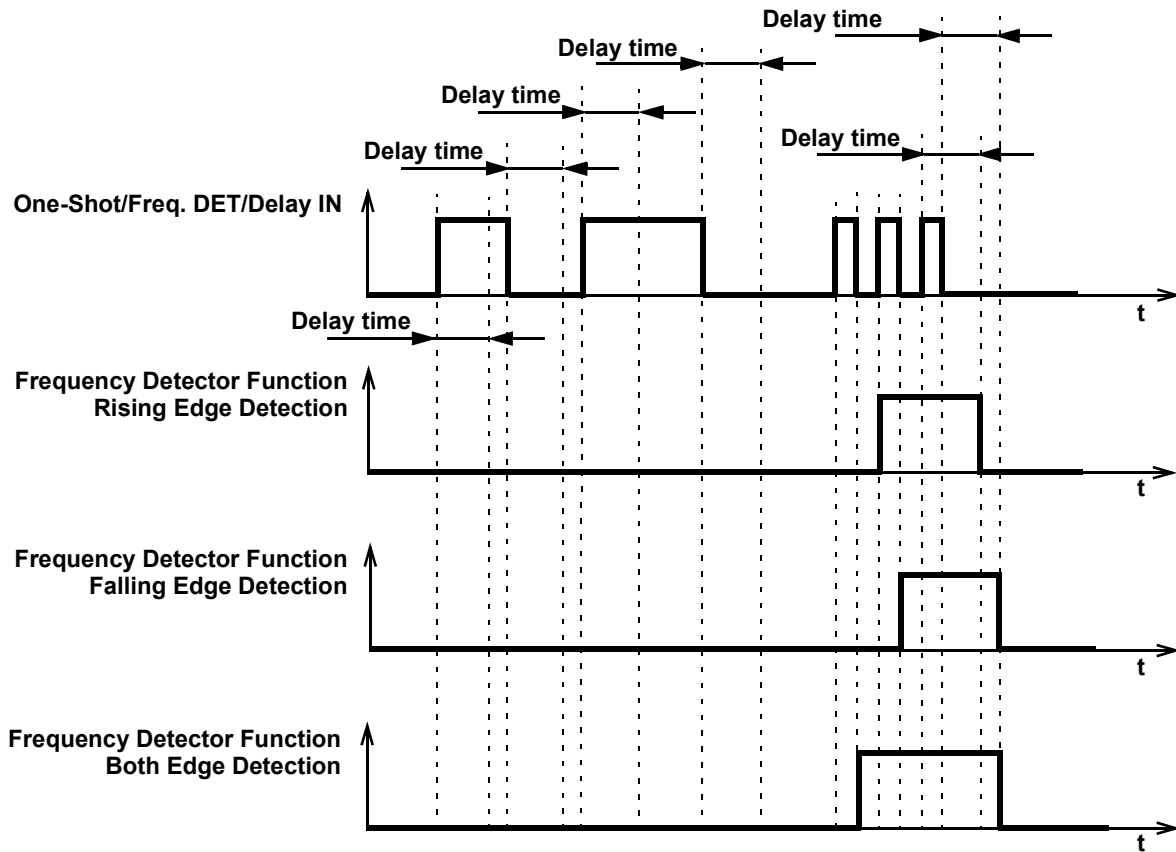 Delay time
Delay time
Delay time
Delay time
Delay time
One-Shot/Freq. DET/Delay IN
t
Delay time
Frequency Detector Function
Rising Edge Detection
t
Frequency Detector Function
Falling Edge Detection
t
Frequency Detector Function
Both Edge Detection
t